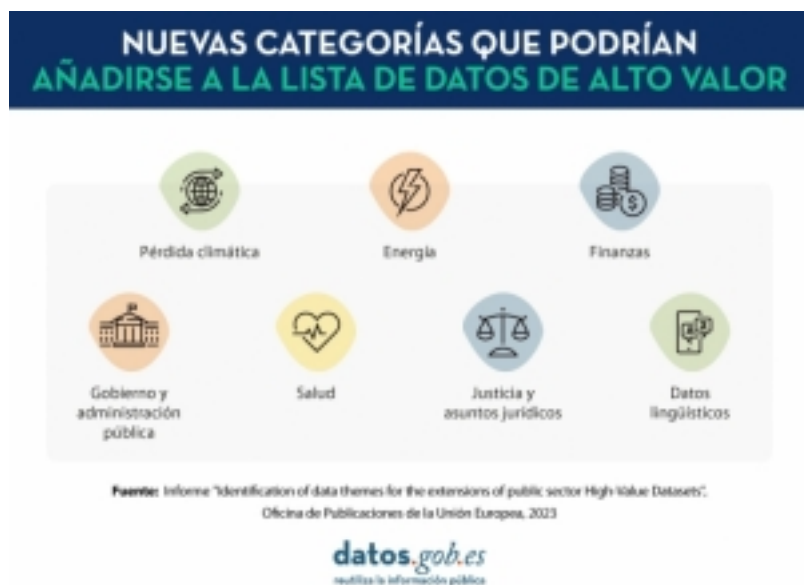 NUEVAS CATEGORÍAS QUE PODRÍAN
AÑADIRSE A LA LISTA DE DATOS DE ALTO VALOR
Pérdida climática
Energía
Finanzas
Gobierno y
administración
pública
Salud
Justicia y
asuntos jurídicos
Datos
lingüísticos
Fuente: Informe "Identification of data themes for the extensions of public sector High-Value Datasets".
Oficina de Publicaciones de la Unión Europea, 2023
datos.gob.es
reutiliza la información pública